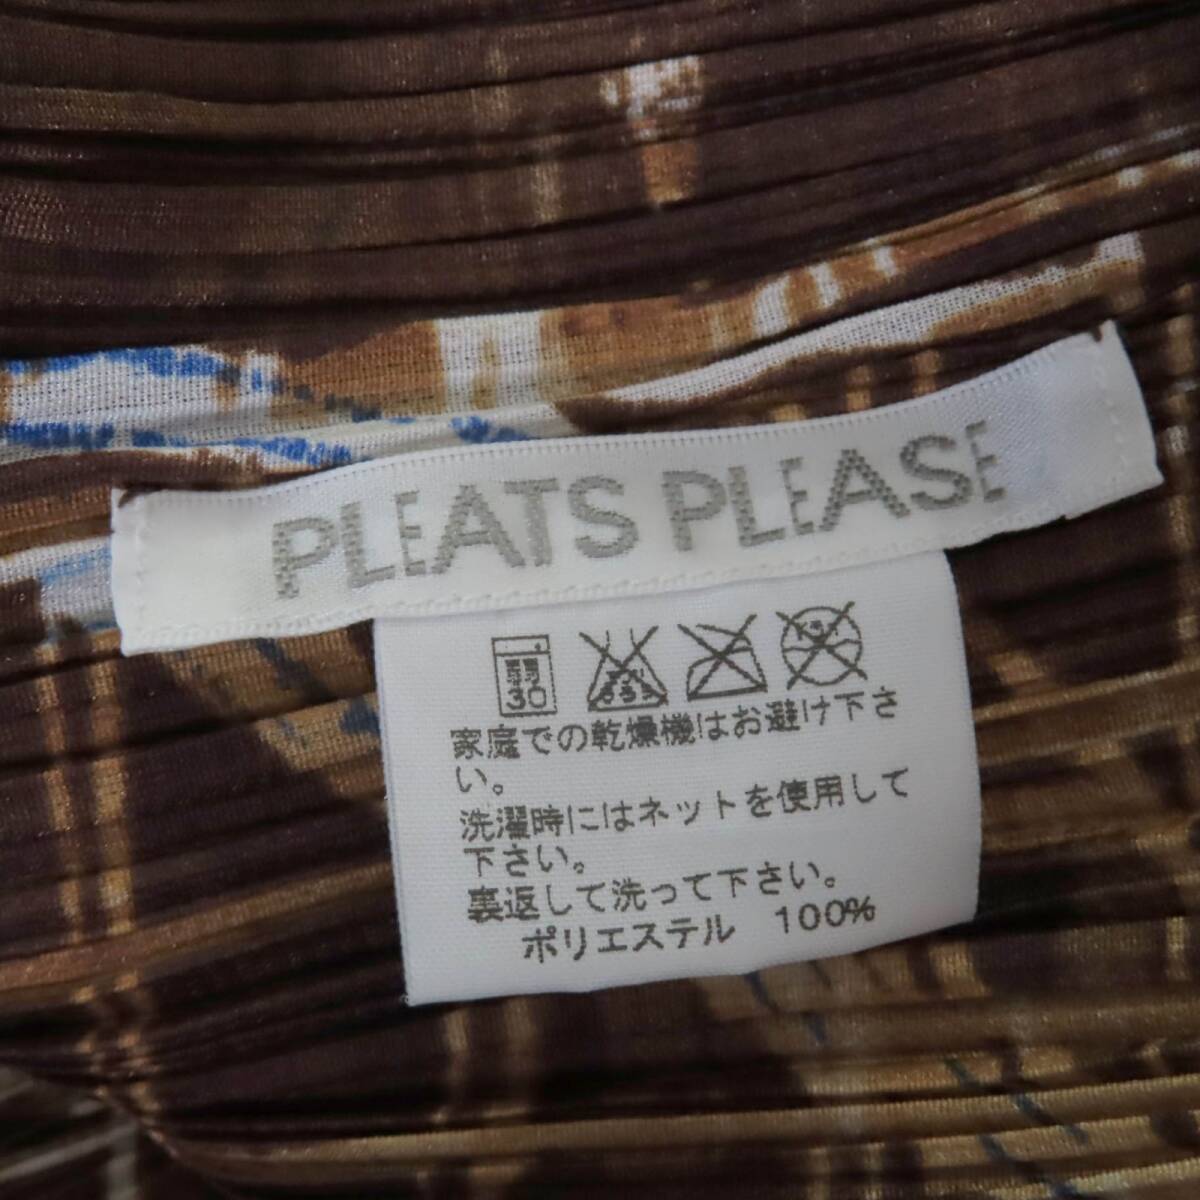 PLEATS PLEASE
弱 30
家庭での乾燥機はお避け下さ
い。
洗濯時にはネットを使用して
下さい。
裏返して洗って下さい。
ポリエステル 100%